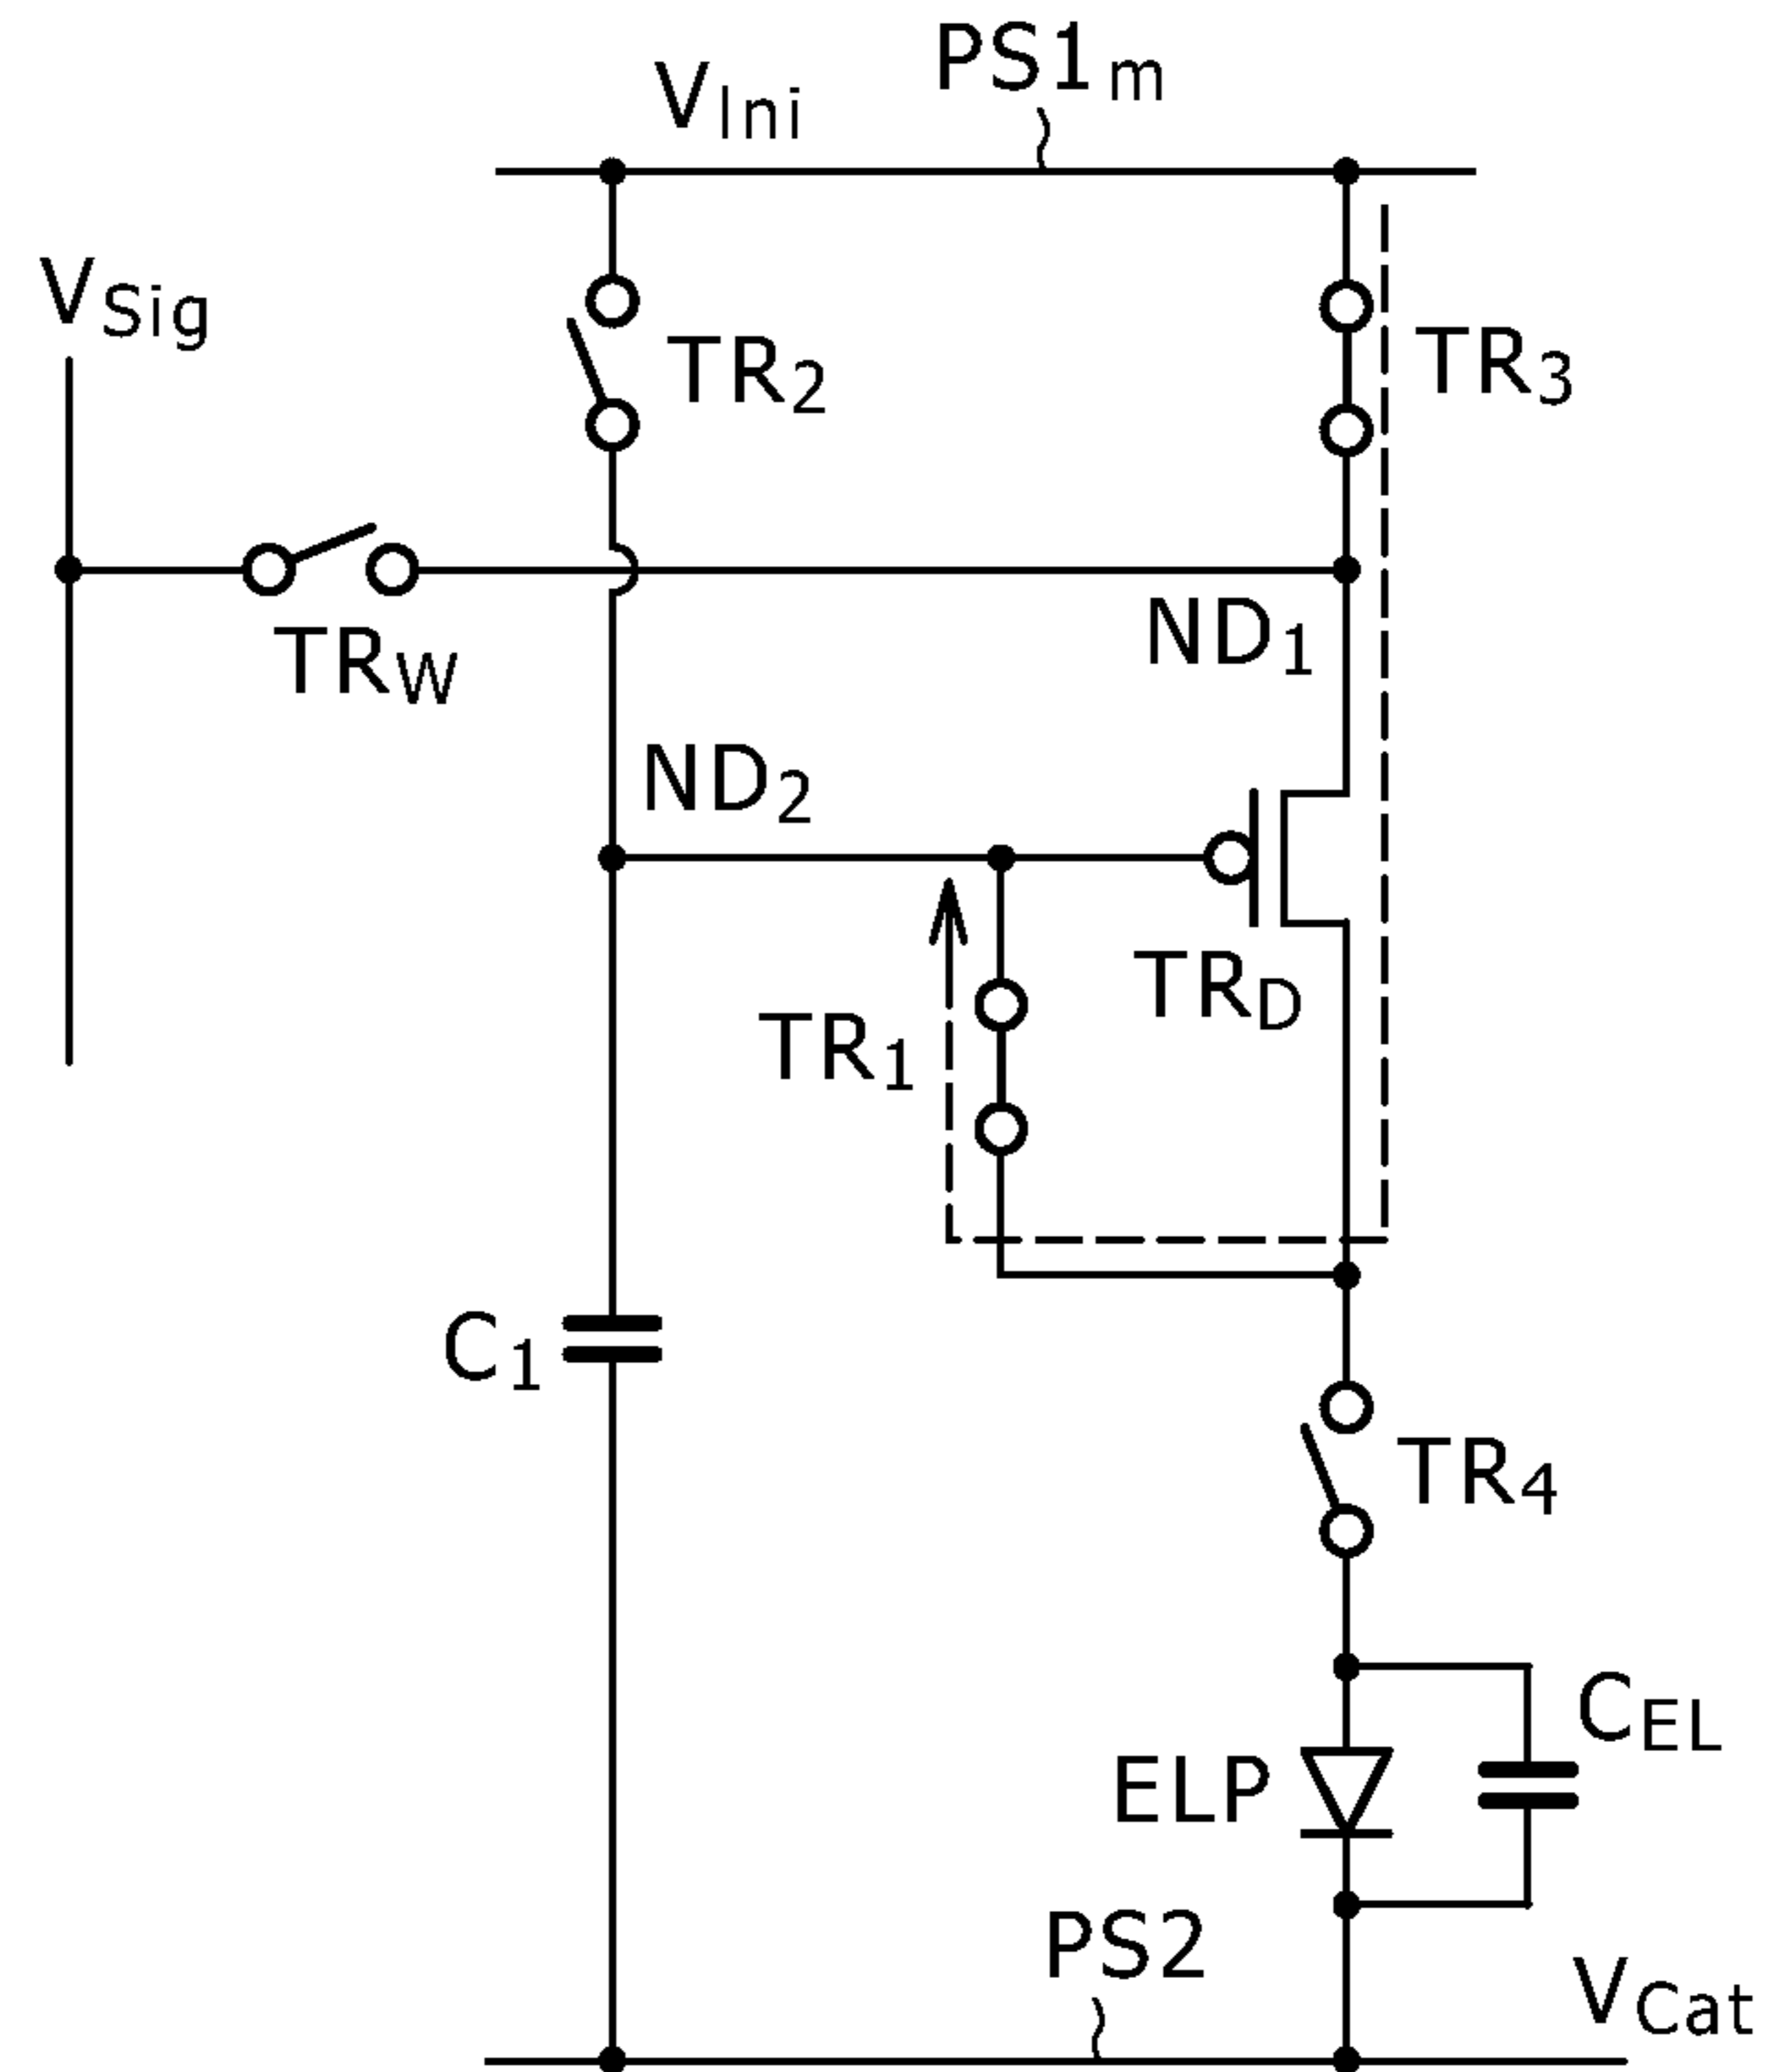 PS1m
VIni
VSig
TR2
TR3
TRW
ND1
ND2
TRD
TR1
C1
TR4
CEL
ELP
PS2
VCat